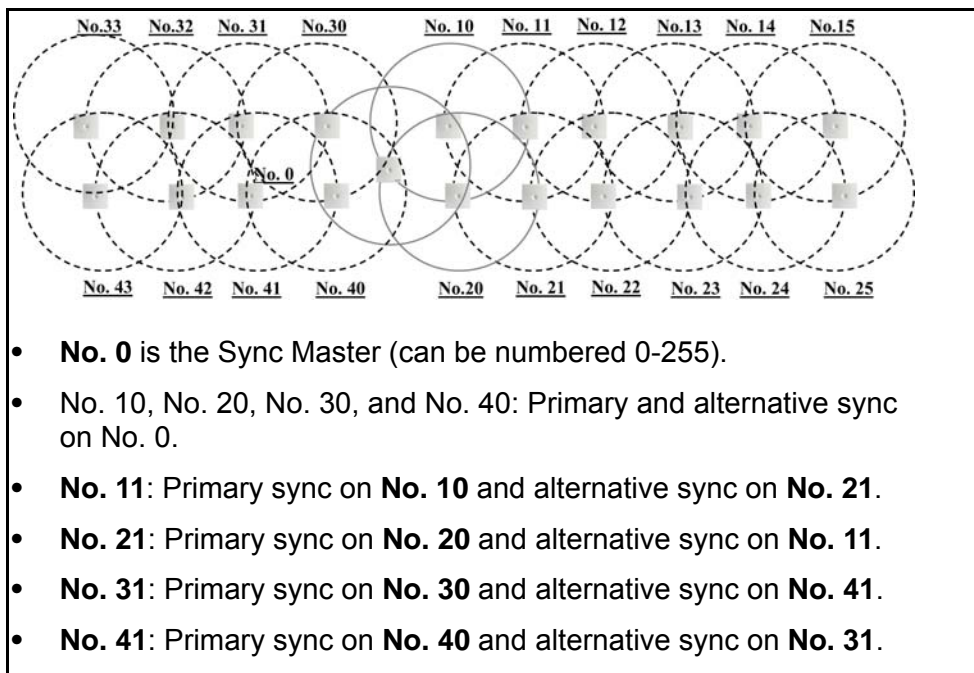 No.33 No.32 No. 31 No.30 No. 10 No. 11 No. 12 No.13 No. 14 No.15
No. 0
No. 43 No. 42 No. 41 No. 40 No.20 No. 21 No. 22 No. 23 No. 24 No. 25
• No. 0 is the Sync Master (can be numbered 0-255).
• No. 10, No. 20, No. 30, and No. 40: Primary and alternative sync
on No. 0.
• No. 11: Primary sync on No. 10 and alternative sync on No. 21.
• No. 21: Primary sync on No. 20 and alternative sync on No. 11.
• No. 31: Primary sync on No. 30 and alternative sync on No. 41.
• No. 41: Primary sync on No. 40 and alternative sync on No. 31.